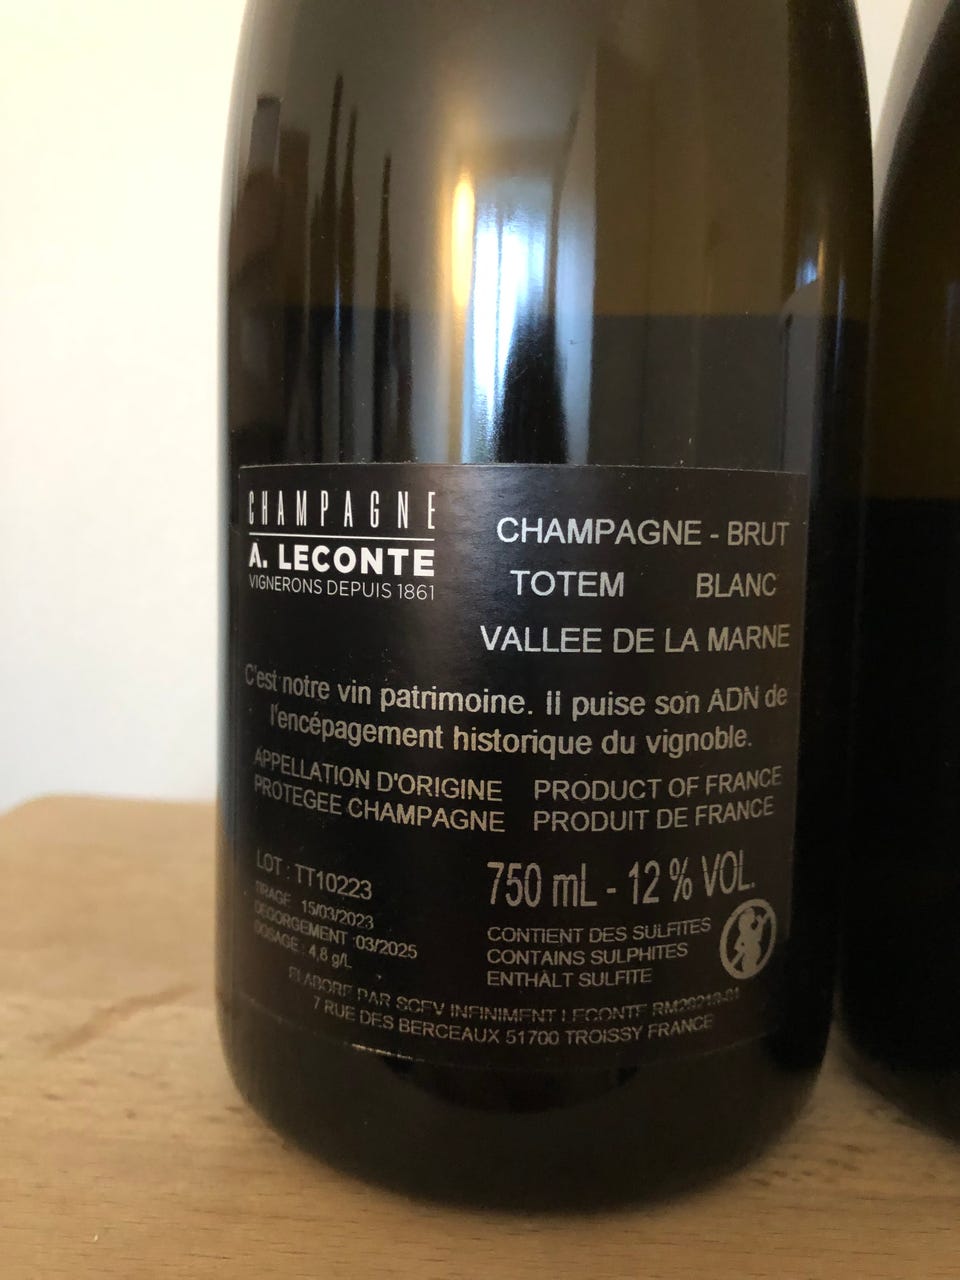 CHAMPAGNE
A. LECONTE
VIGNERONS DEPUIS 1861
CHAMPAGNE - BRUT
TOTEM BLANC
VALLEE DE LA MARNE
C'est notre vin patrimoine. Il puise son ADN de
l'encépagement historique du vignoble.
APPELLATION D'ORIGINE
PROTEGEE CHAMPAGNE
PRODUCT OF FRANCE
PRODUIT DE FRANCE
LOT : TT10223
TIRAGE 15/03/2023
DEGORGEMENT :03/2025
DOSAGE : 4,8 g/L
750 mL - 12 % VOL.
CONTIENT DES SULFITES
CONTAINS SULPHITES
ENTHÀLT SULFITE
ELABORE PAR SCEV INFINIMENT LECONTE
7 RUE DES BERCEAUX 51700 TROISSY FRANCE